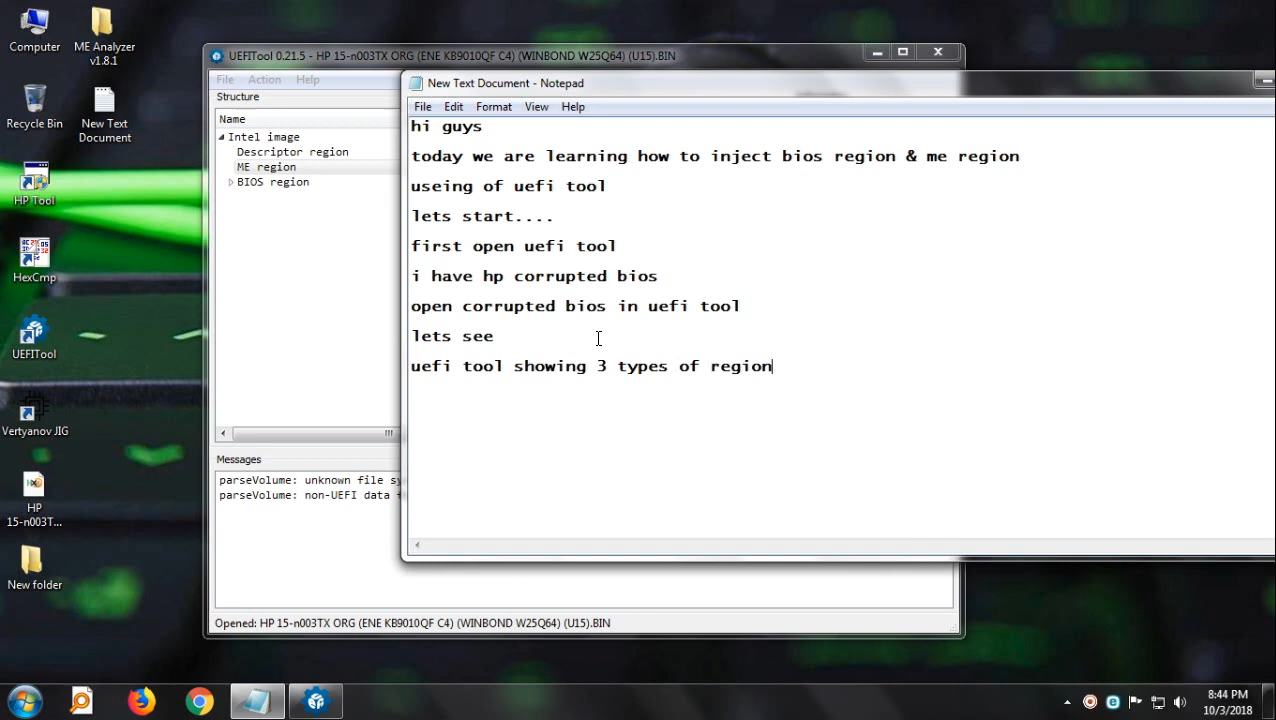 Computer
ME Analyzer
v1.8.1
Recycle Bin
New Text
Document
HP Tool
HexCmp
UEFITool
Vertyanov JIG
HP
15-n003T...
New folder
UEFITool 0.21.5 - HP 15-n003TX ORG (ENE KB9010QF C4) (WINBOND W25Q64) (U15).BIN
File Action Help
Structure
Name
Intel image
Descriptor region
ME region
BIOS region
Messages
parseVolume: unknown file sy
parseVolume: non-UEFI data
Opened: HP 15-n003TX ORG (ENE KB9010QF C4) (WINBOND W25Q64) (U15).BIN
New Text Document - Notepad
File Edit Format View Help
hi guys
today we are learning how to inject bios region & me region
useing of uefi tool
lets start....
first open uefi tool
i have hp corrupted bios
open corrupted bios in uefi tool
lets see
uefi tool showing 3 types of region
8:44 PM
10/3/2018